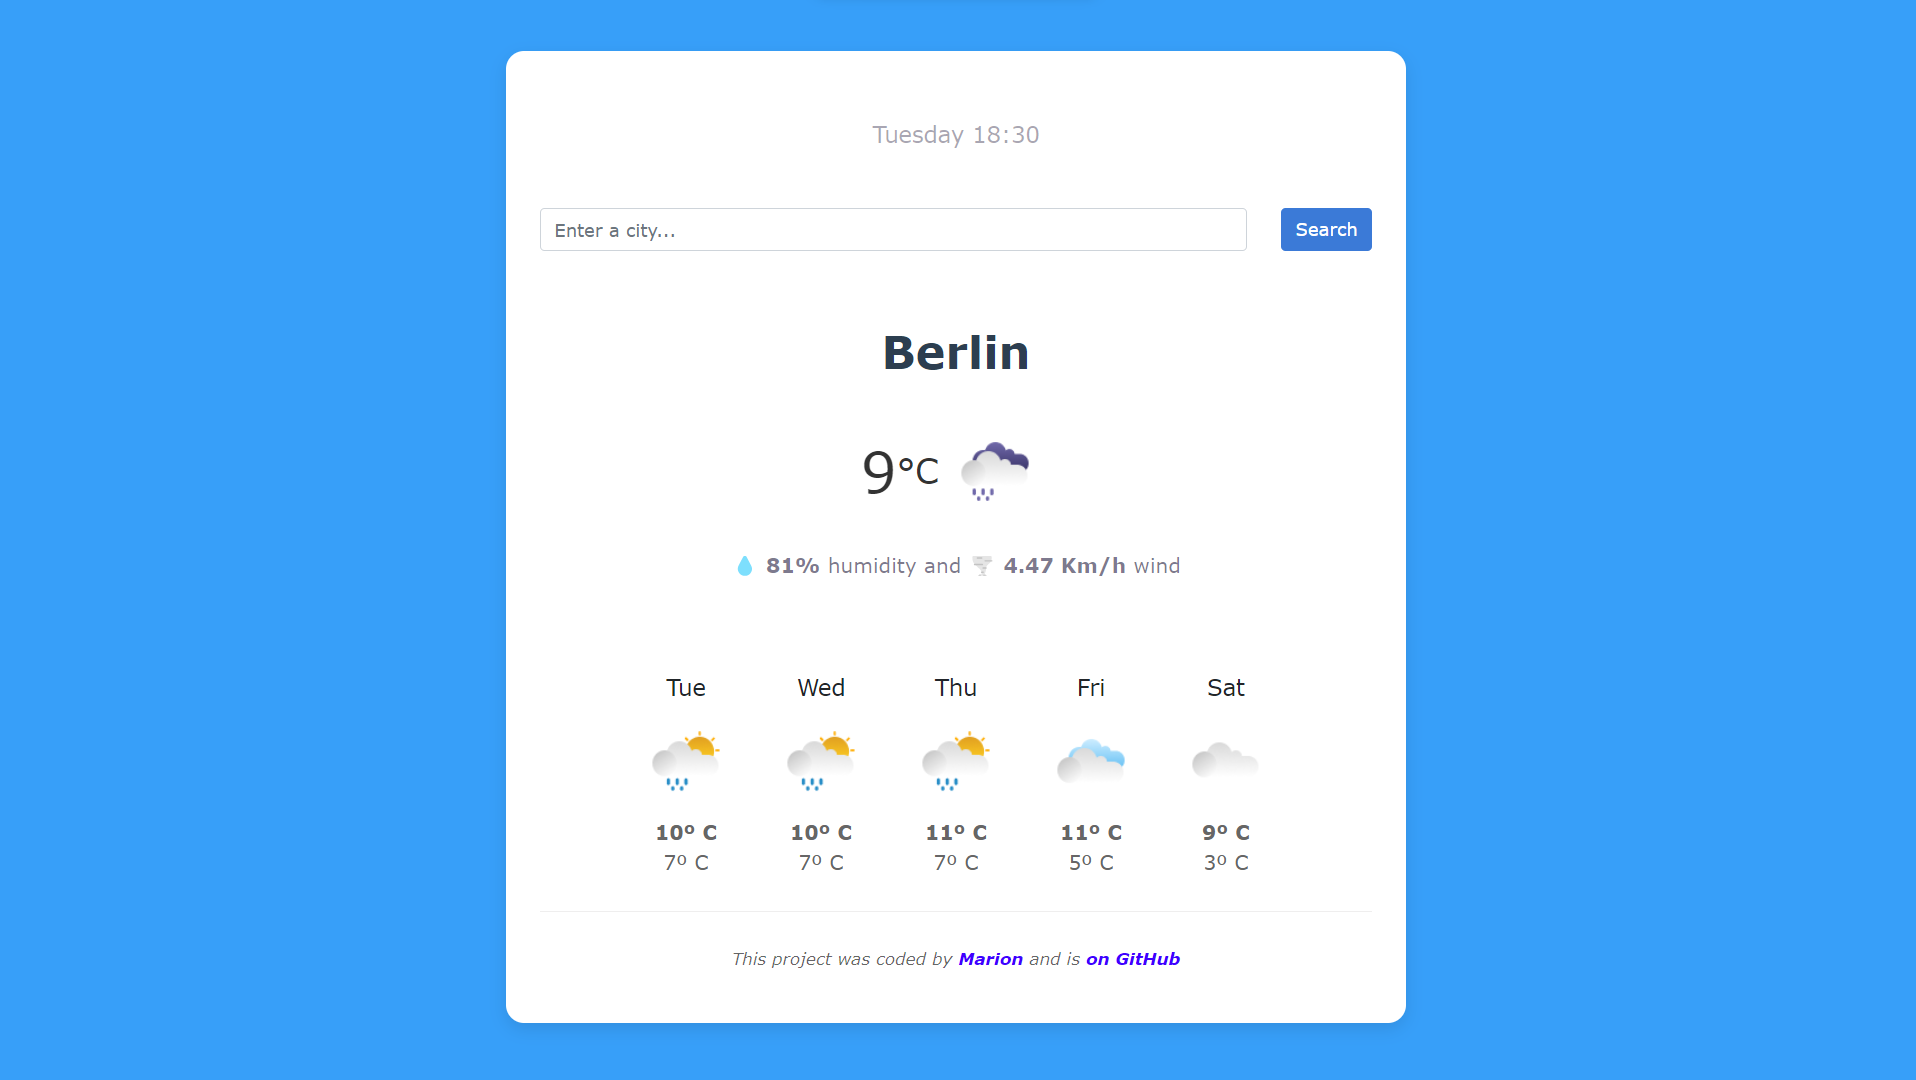 Tuesday 18:30
Enter a city... Search
Berlin
9°C
81% humidity and 4.47 Km/h wind
Tue Wed Thu Fri Sat
10º C 10º C 11º C 11º C 9º C
7º C 7º C 7º C 5º C 3º C
This project was coded by Marion and is on GitHub